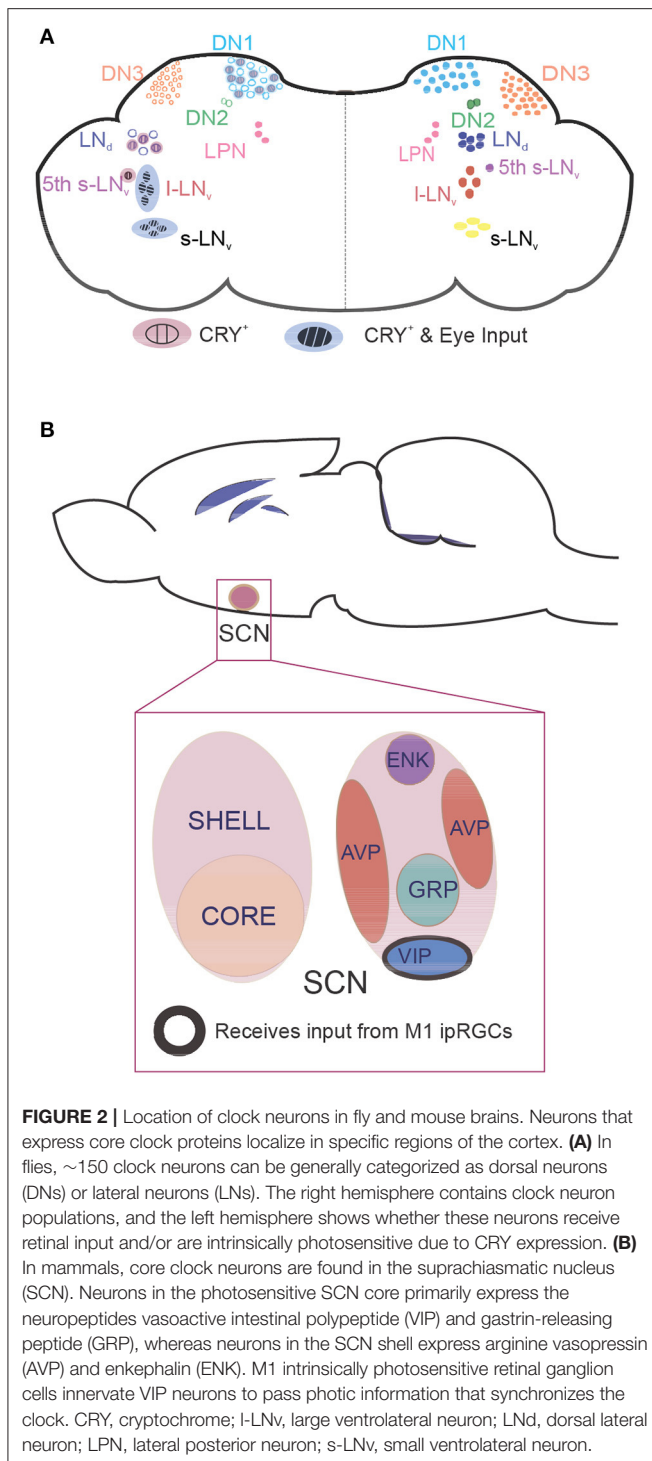 A
DN1
DN1
DN3
DN3
DN2
DN2
LNd
LNd
LPN
LPN
5th s-LNv
5th s-LNv
l-LNv
l-LNv
s-LNv
s-LNv
CRY+
CRY+ & Eye Input
B
SCN
SHELL
CORE
ENK
AVP
AVP
GRP
VIP
SCN
Receives input from M1 ipRGCs
FIGURE 2 | Location of clock neurons in fly and mouse brains. Neurons that
express core clock proteins localize in specific regions of the cortex. (A) In
flies, ~150 clock neurons can be generally categorized as dorsal neurons
(DNs) or lateral neurons (LNs). The right hemisphere contains clock neuron
populations, and the left hemisphere shows whether these neurons receive
retinal input and/or are intrinsically photosensitive due to CRY expression. (B)
In mammals, core clock neurons are found in the suprachiasmatic nucleus
(SCN). Neurons in the photosensitive SCN core primarily express the
neuropeptides vasoactive intestinal polypeptide (VIP) and gastrin-releasing
peptide (GRP), whereas neurons in the SCN shell express arginine vasopressin
(AVP) and enkephalin (ENK). M1 intrinsically photosensitive retinal ganglion
cells innervate VIP neurons to pass photic information that synchronizes the
clock. CRY, cryptochrome; l-LNv, large ventrolateral neuron; LNd, dorsal lateral
neuron; LPN, lateral posterior neuron; s-LNv, small ventrolateral neuron.